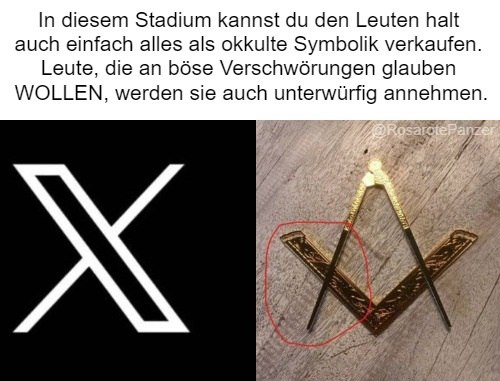 In diesem Stadium kannst du den Leuten halt
auch einfach alles als okkulte Symbolik verkaufen.
Leute, die an böse Verschwörungen glauben
WOLLEN, werden sie auch unterwürfig annehmen.
@RosarotePanzer
X